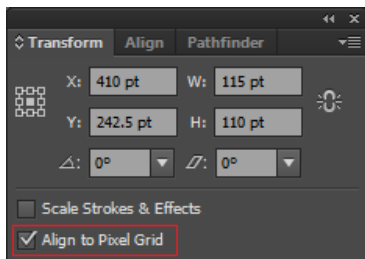 Transform Align Pathfinder
X: 410 pt W: 115 pt
Y: 242.5 pt H: 110 pt
0° 0°
Scale Strokes & Effects
Align to Pixel Grid